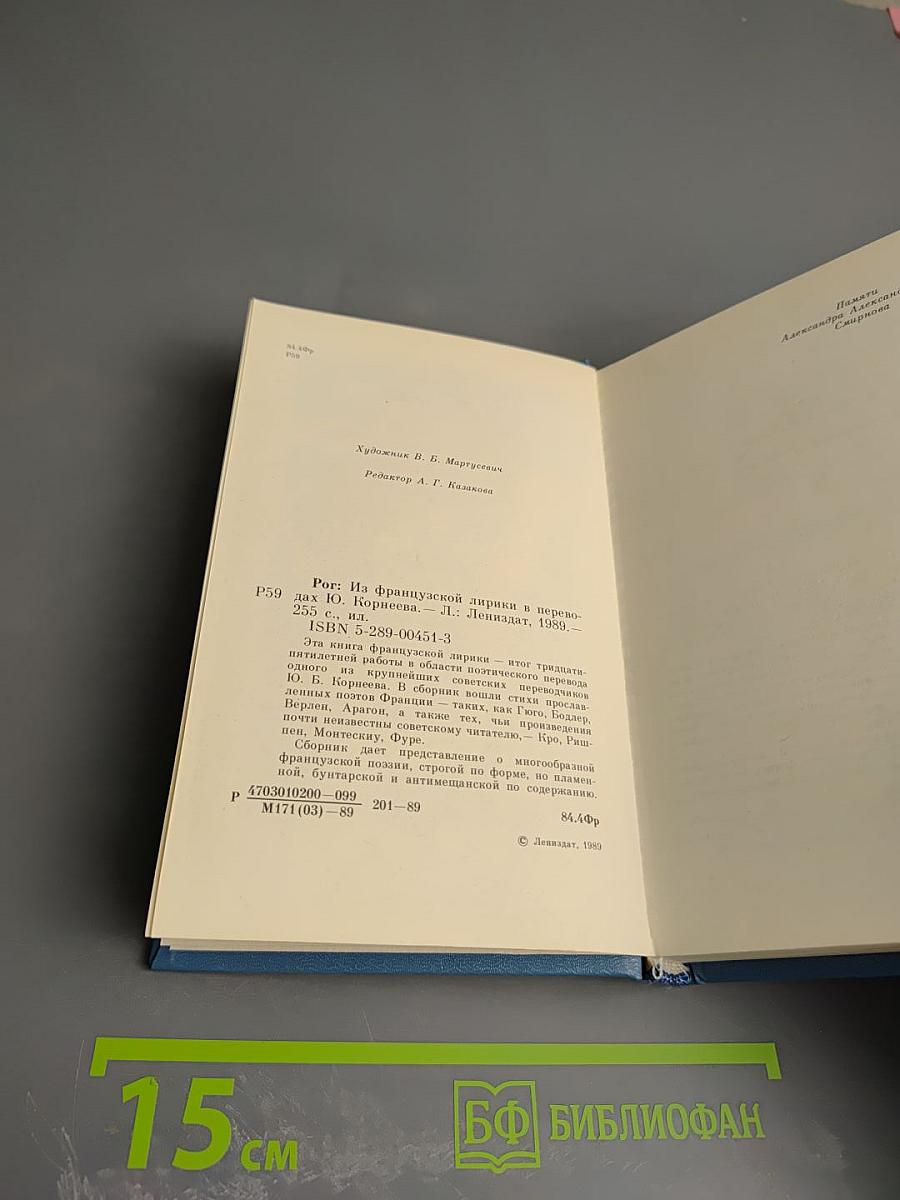 84.4Фр
Р59
Художник В. Б. Мартусевич
Редактор А. Г. Казакова
Рог: Из французской лирики в перево-
Р59 дах Ю. Корнеева.— Л.: Лениздат, 1989.—
255 с., ил.
ISBN 5-289-00451-3
Эта книга французской лирики — итог тридцати-
пятилетней работы в области поэтического перевода
одного из крупнейших советских переводчиков
Ю. Б. Корнеева. В сборник вошли стихи прослав-
ленных поэтов Франции — таких, как Гюго, Бодлер,
Верлен, Арагон, а также тех, чьи произведения
почти неизвестны советскому читателю,— Кро, Риш-
пен, Монтескиу, Фуре.
Сборник дает представление о многообразной
французской поэзии, строгой по форме, но пламен-
ной, бунтарской и антимещанской по содержанию.
Р 4703010200—099
М171(03)—89 201—89
84.4Фр
© Лениздат, 1989
Памяти
Александра
Смирнова
15 см
БФ БИБЛИОФАН